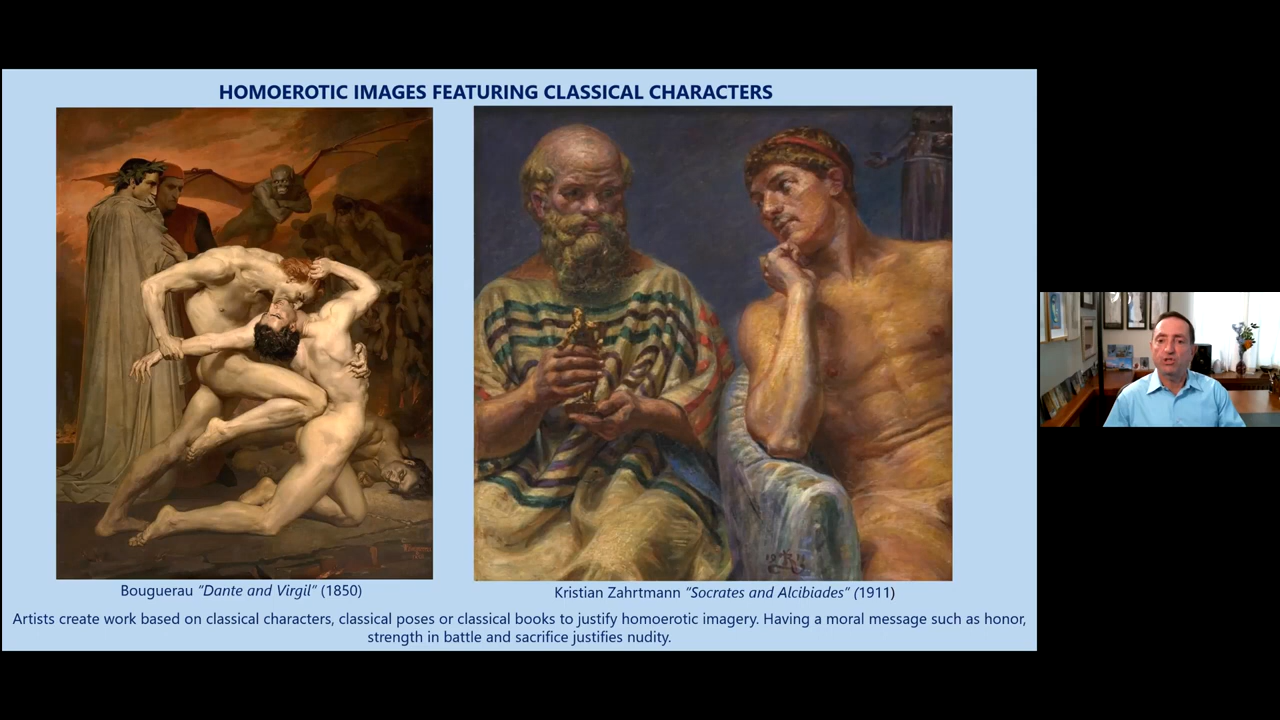 HOMOEROTIC IMAGES FEATURING CLASSICAL CHARACTERS
Bouguerau “Dante and Virgil” (1850)
Kristian Zahrtmann “Socrates and Alcibiades” (1911)
Artists create work based on classical characters, classical poses or classical books to justify homoerotic imagery. Having a moral message such as honor,
strength in battle and sacrifice justifies nudity.